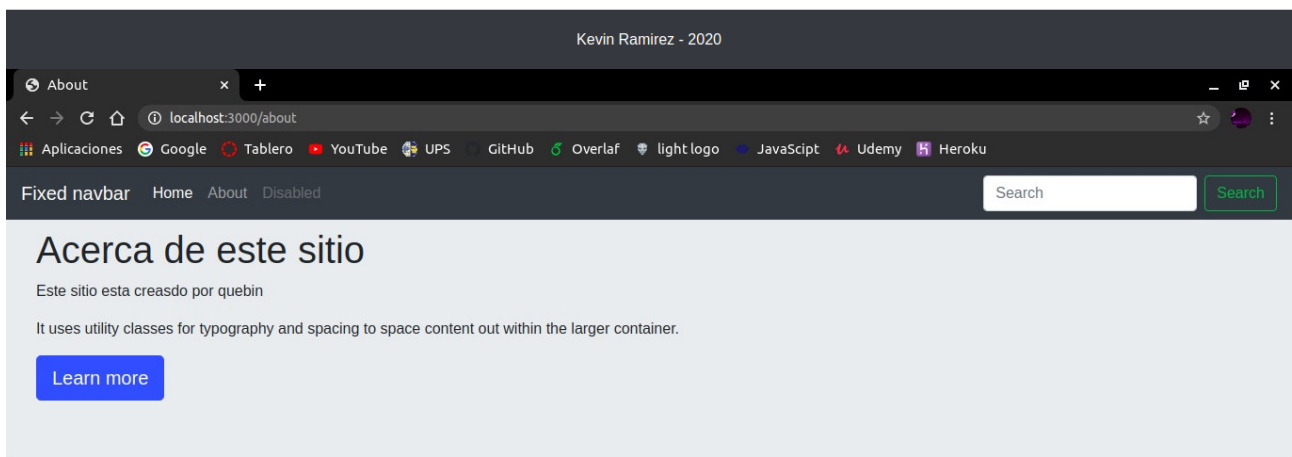 Kevin Ramirez - 2020
About
localhost:3000/about
Aplicaciones Google Tablero YouTube UPS GitHub Overlaf light logo JavaScipt Udemy Heroku
Fixed navbar Home About Disabled Search Search
Acerca de este sitio
Este sitio esta creasdo por quebin
It uses utility classes for typography and spacing to space content out within the larger container.
Learn more